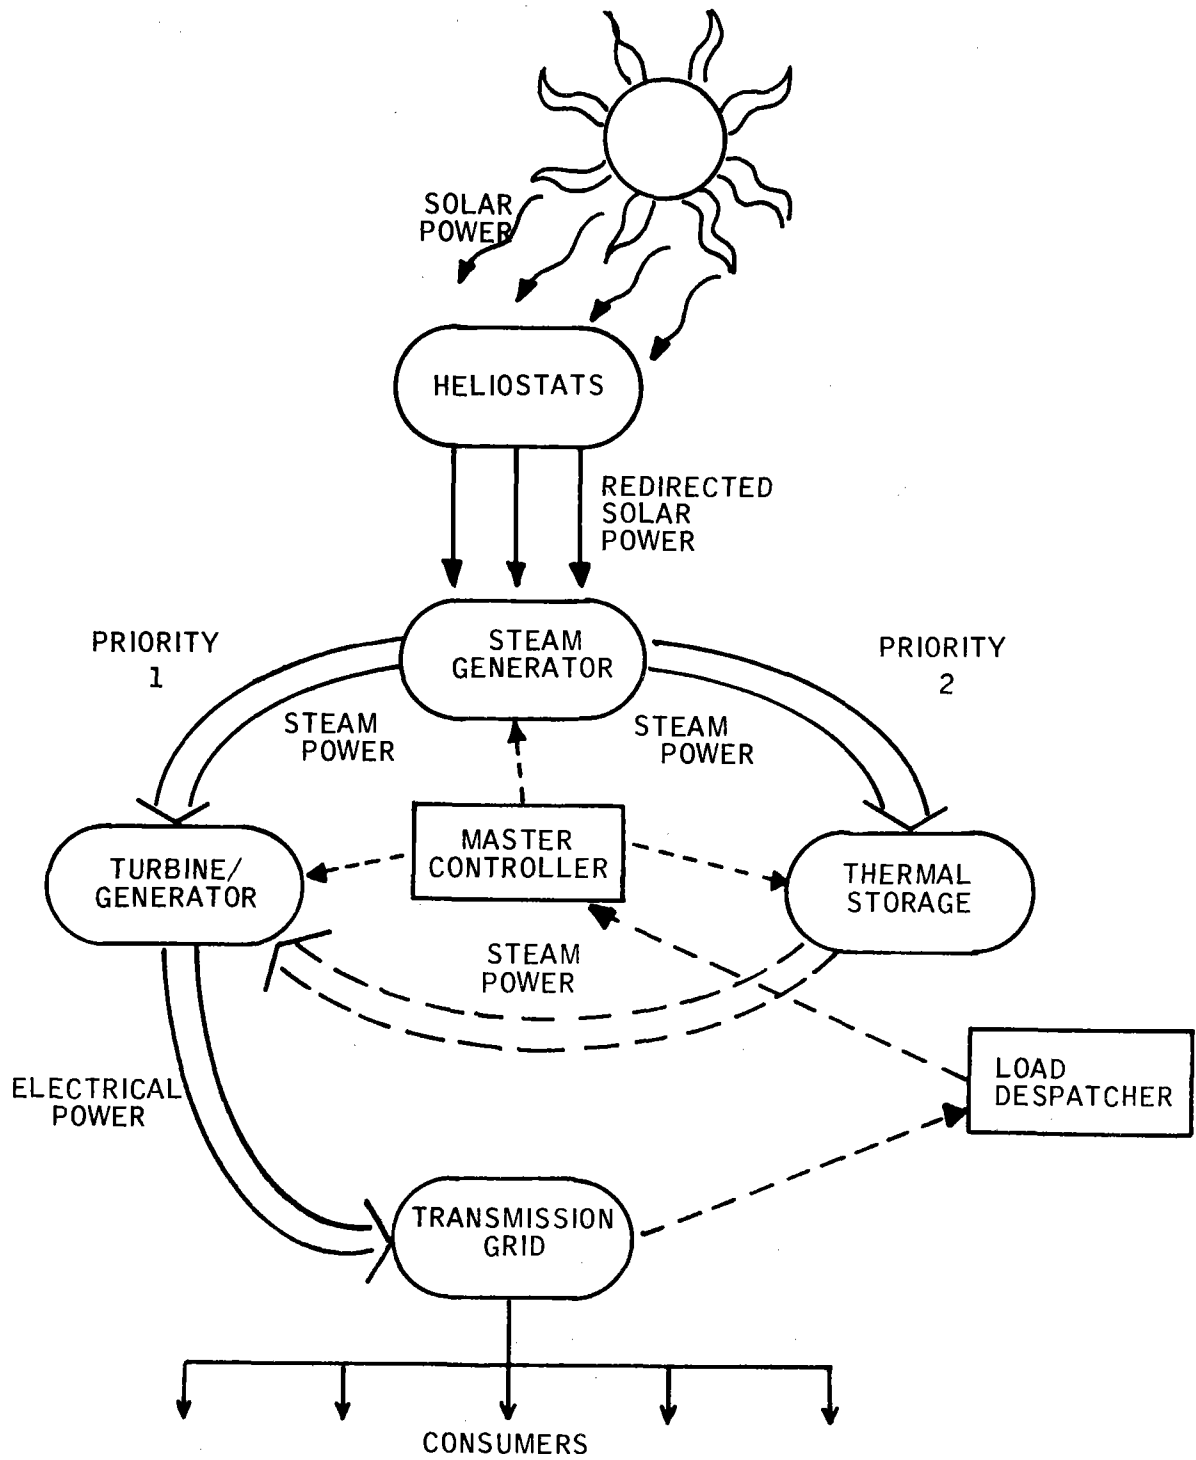 SOLAR
POWER
HELIOSTATS
REDIRECTED
SOLAR
POWER
PRIORITY
1
STEAM
GENERATOR
PRIORITY
2
STEAM
POWER
STEAM
POWER
MASTER
CONTROLLER
TURBINE/
GENERATOR
THERMAL
STORAGE
STEAM
POWER
LOAD
DESPATCHER
ELECTRICAL
POWER
TRANSMISSION
GRID
CONSUMERS